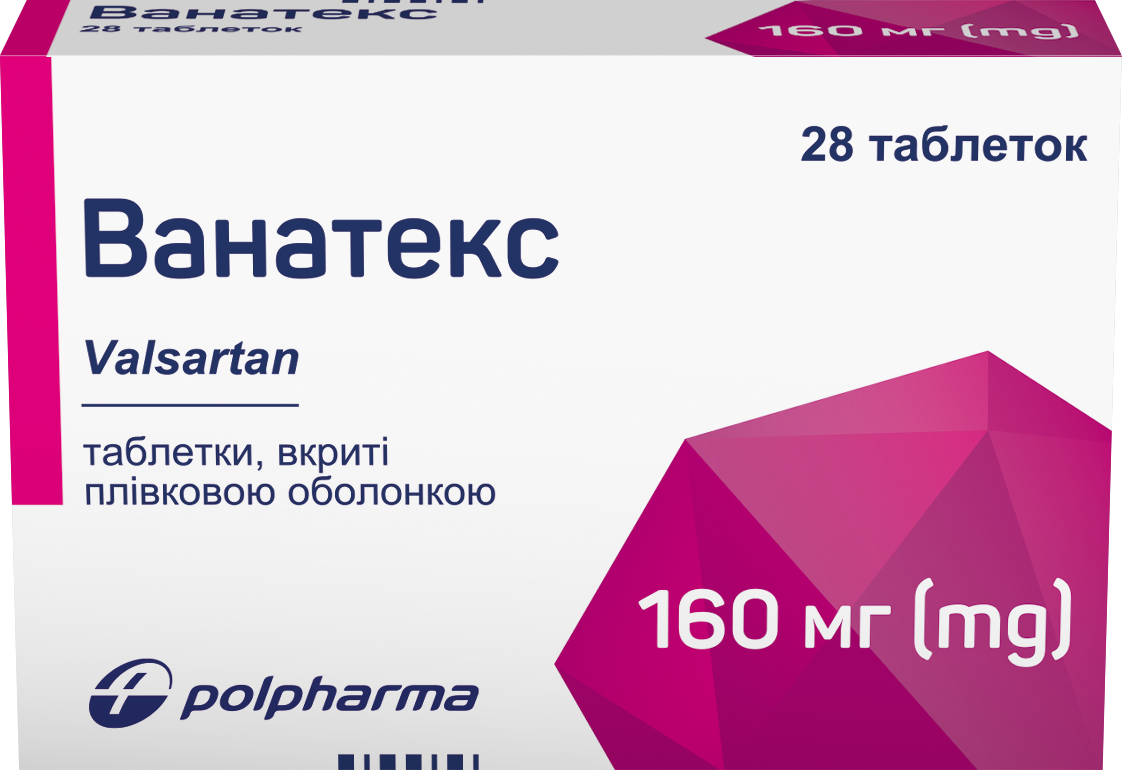 Ванатекс
28 таблеток
160 мг (mg)
28 таблеток
Ванатекс
Valsartan
таблетки, вкриті
плівковою оболонкою
160 мг (mg)
polpharma